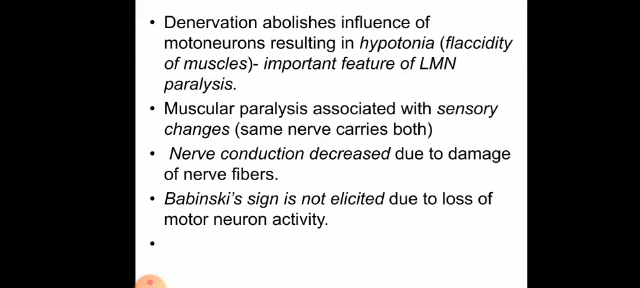 • Denervation abolishes influence of
motoneurons resulting in hypotonia (flaccidity
of muscles)- important feature of LMN
paralysis.
• Muscular paralysis associated with sensory
changes (same nerve carries both)
• Nerve conduction decreased due to damage
of nerve fibers.
• Babinski's sign is not elicited due to loss of
motor neuron activity.
•